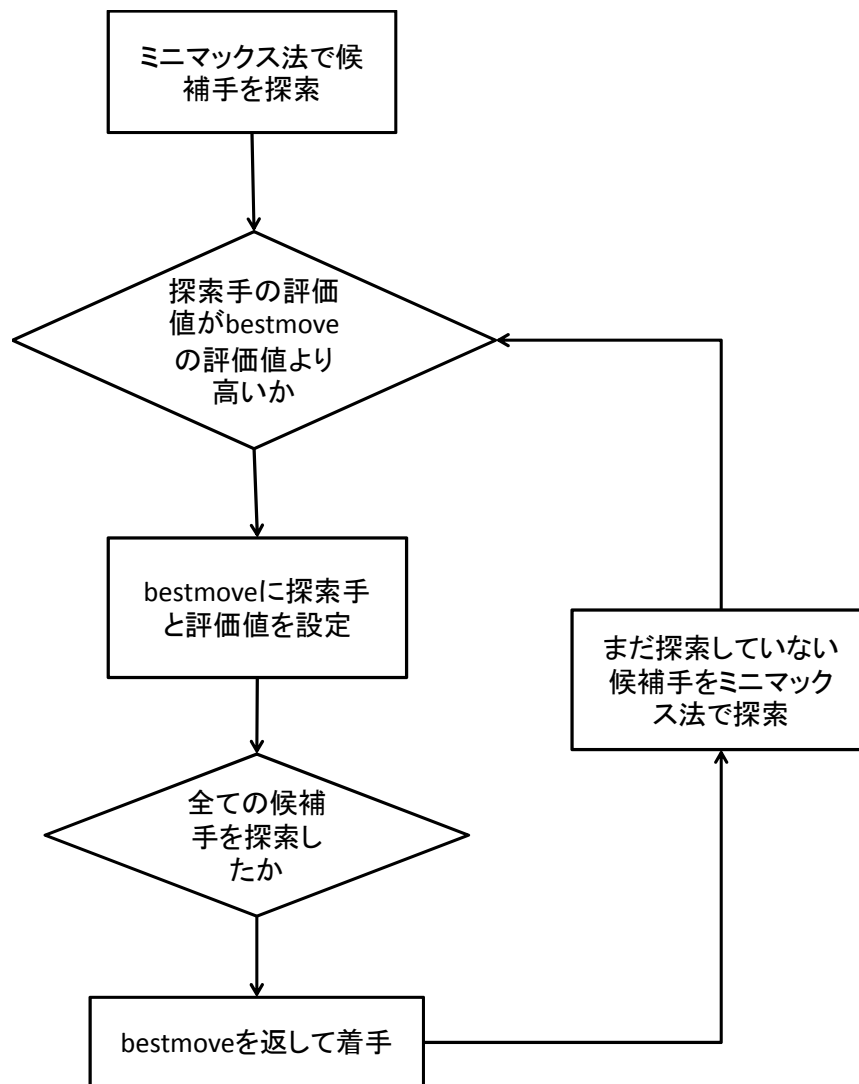 ミニマックス法で候
補手を探索
探索手の評価
値がbestmove
の評価値より
高いか
bestmoveに探索手
と評価値を設定
まだ探索していない
候補手をミニマック
ス法で探索
全ての候補
手を探索し
たか
bestmoveを返して着手